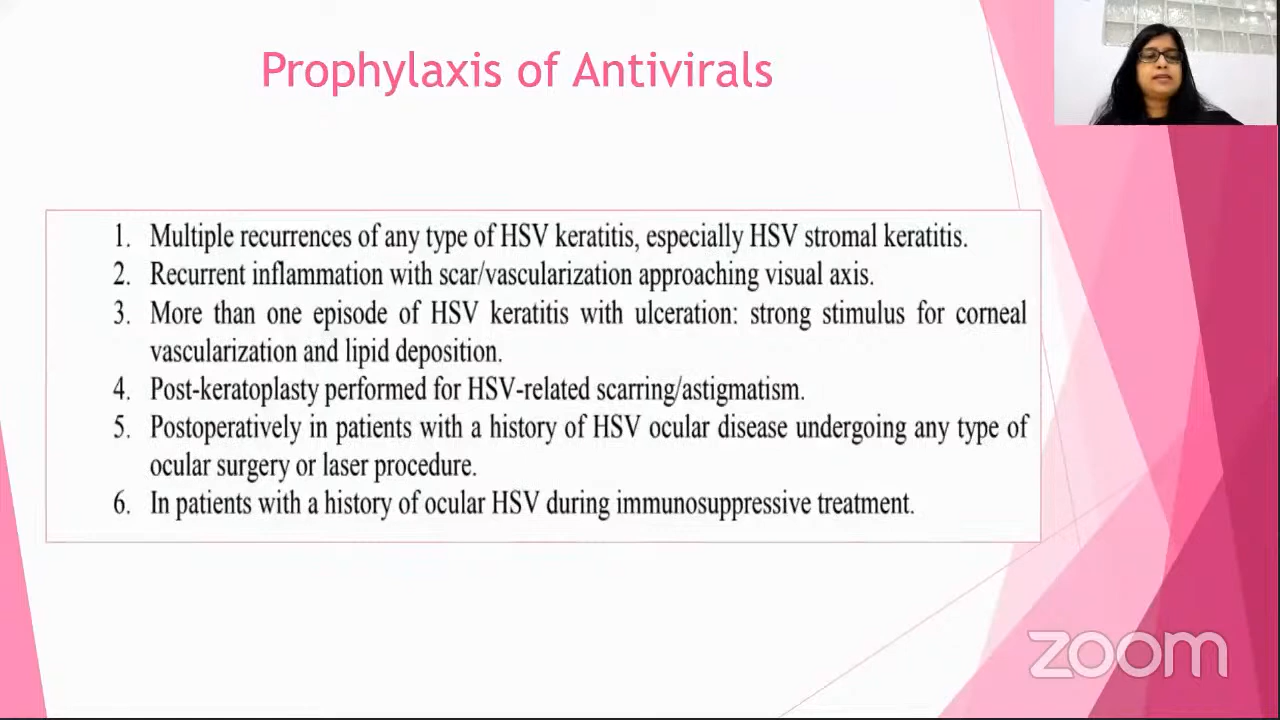 Prophylaxis of Antivirals
1. Multiple recurrences of any type of HSV keratitis, especially HSV stromal keratitis.
2. Recurrent inflammation with scar/vascularization approaching visual axis.
3. More than one episode of HSV keratitis with ulceration: strong stimulus for corneal
vascularization and lipid deposition.
4. Post-keratoplasty performed for HSV-related scarring/astigmatism.
5. Postoperatively in patients with a history of HSV ocular disease undergoing any type of
ocular surgery or laser procedure.
6. In patients with a history of ocular HSV during immunosuppressive treatment.
zoom